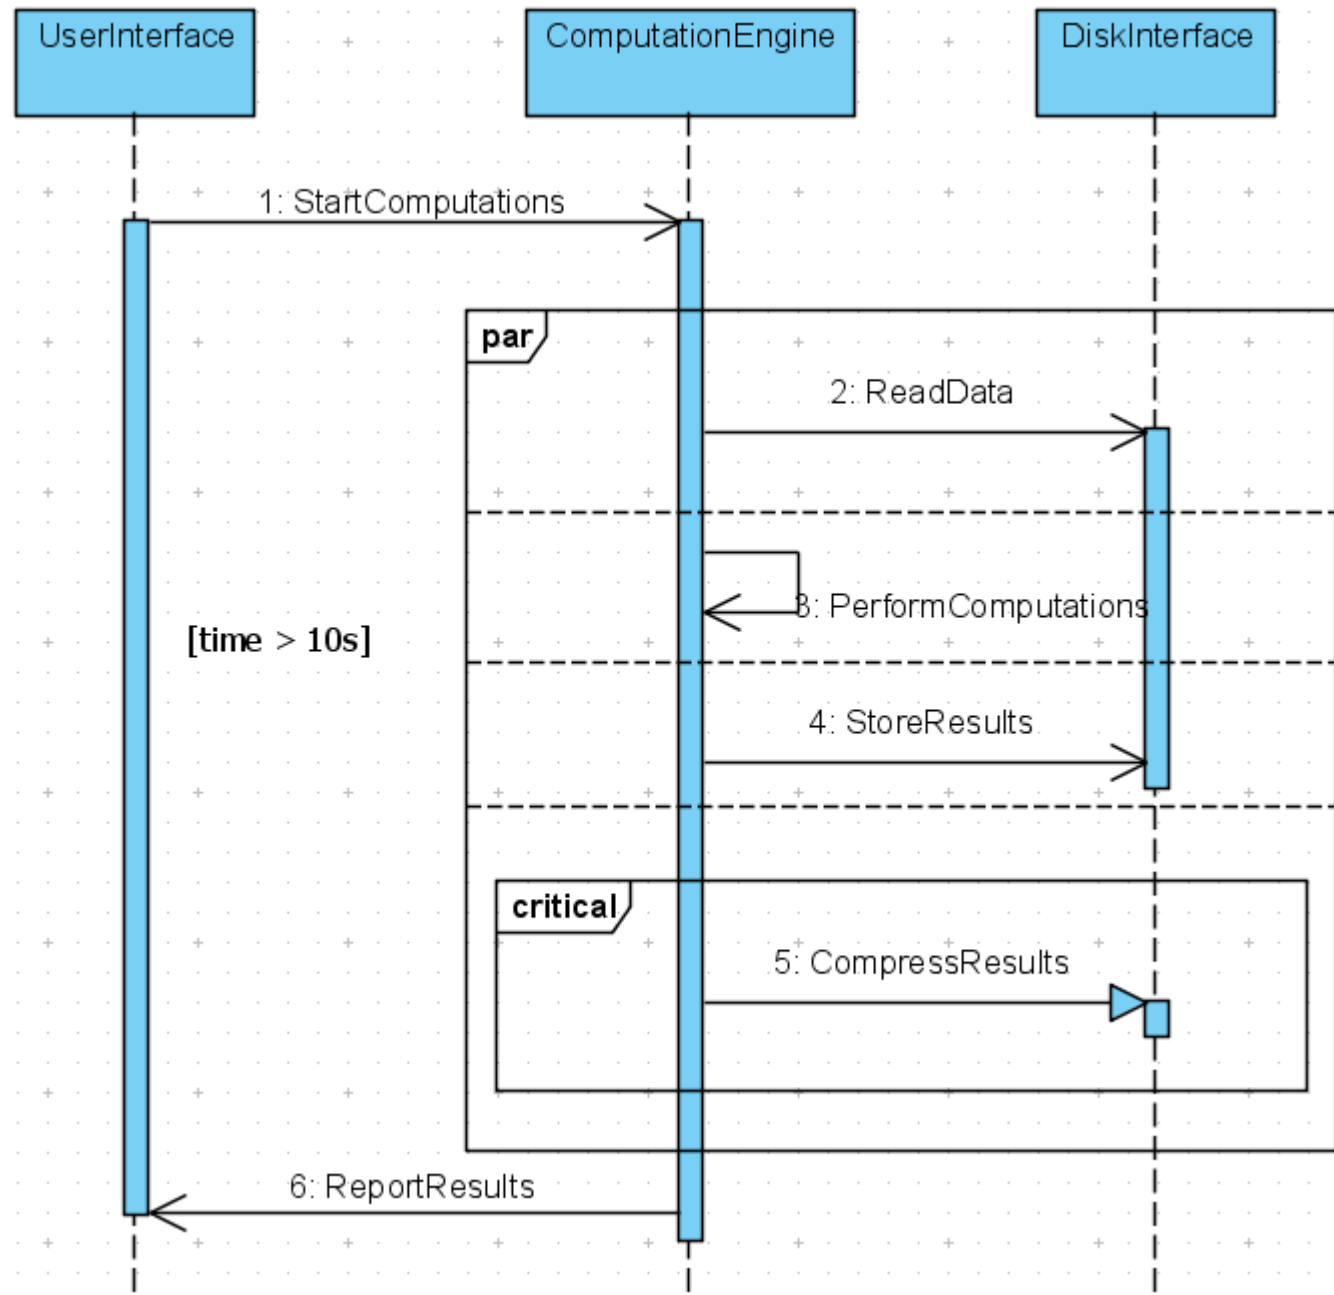 UserInterface
ComputationEngine
DiskInterface
1: StartComputations
par
2: ReadData
3: PerformComputations
[time > 10s]
4: StoreResults
critical
5: CompressResults
6: ReportResults